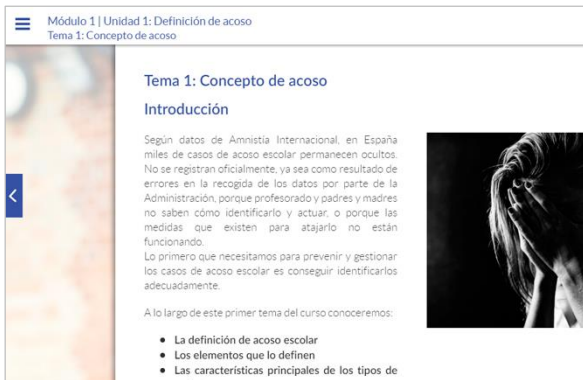 Módulo 1 | Unidad 1: Definición de acoso
Tema 1: Concepto de acoso
Tema 1: Concepto de acoso
Introducción
Según datos de Amnistía Internacional, en España
miles de casos de acoso escolar permanecen ocultos.
No se registran oficialmente, ya sea como resultado de
errores en la recogida de los datos por parte de la
Administración, porque profesorado y padres y madres
no saben cómo identificarlo y actuar, o porque las
medidas que existen para atajarlo no están
funcionando.
Lo primero que necesitamos para prevenir y gestionar
los casos de acoso escolar es conseguir identificarlos
adecuadamente.
A lo largo de este primer tema del curso conoceremos:
• La definición de acoso escolar
• Los elementos que lo definen
• Las características principales de los tipos de